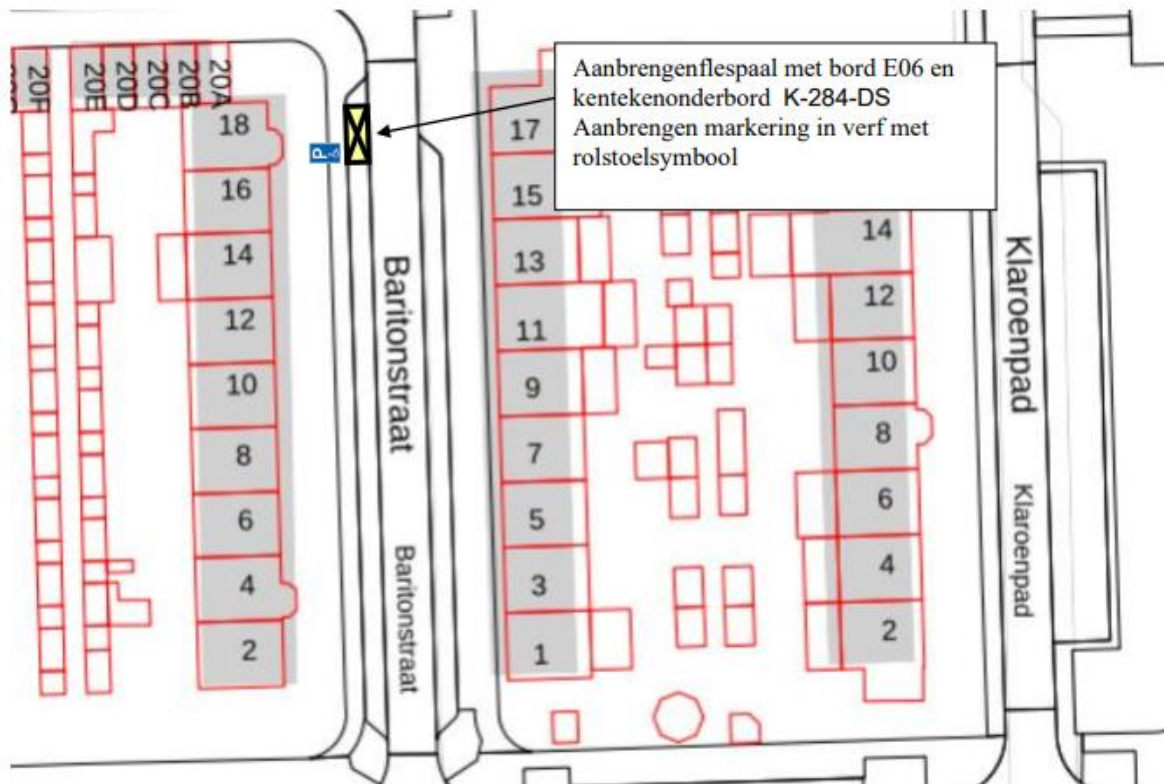 Aanbrengenflespaal met bord E06 en
kentekenonderbord K-284-DS
Aanbrengen markering in verf met
rolstoelsymbool
20F
20E
20D
20C
20B
20A
18
16
14
12
10
8
6
4
2
P
Baritonstraat
Baritonstraat
17
15
13
11
9
7
5
3
1
14
12
10
8
6
4
2
Klaroenpad
Klaroenpad